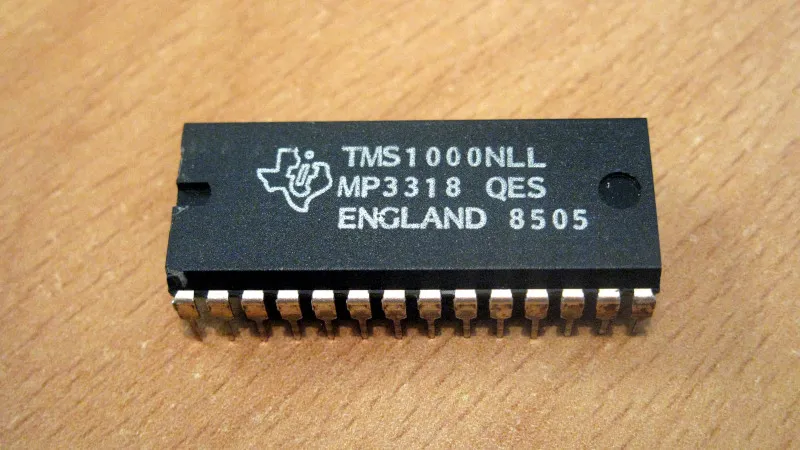 TMS1000NLL
MP3318 QES
ENGLAND 8505